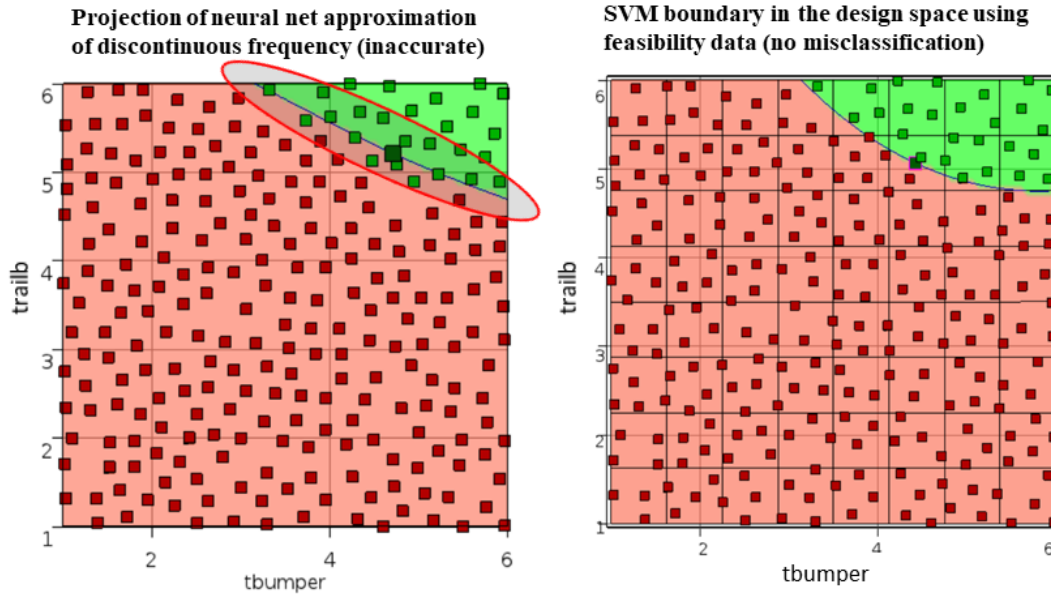 Projection of neural net approximation
of discontinuous frequency (inaccurate)
6
5
4
3
2
1
trailb
2
4
6
tbumper
SVM boundary in the design space using
feasibility data (no misclassification)
6
5
4
3
2
1
trailb
2
4
6
tbumper